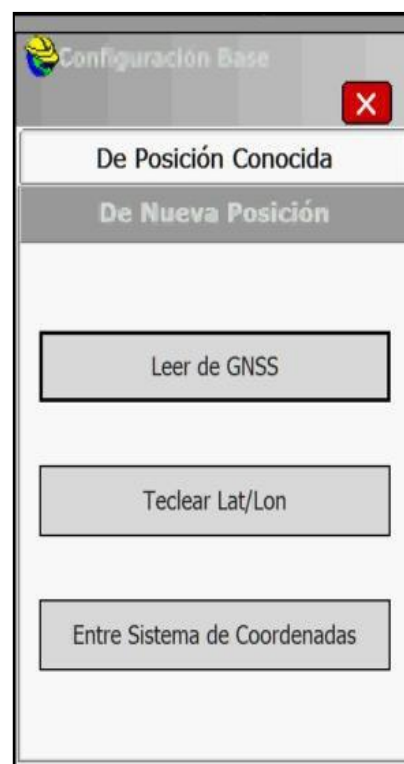 Configuración Base
De Posición Conocida
De Nueva Posición
Leer de GNSS
Teclear Lat/Lon
Entre Sistema de Coordenadas